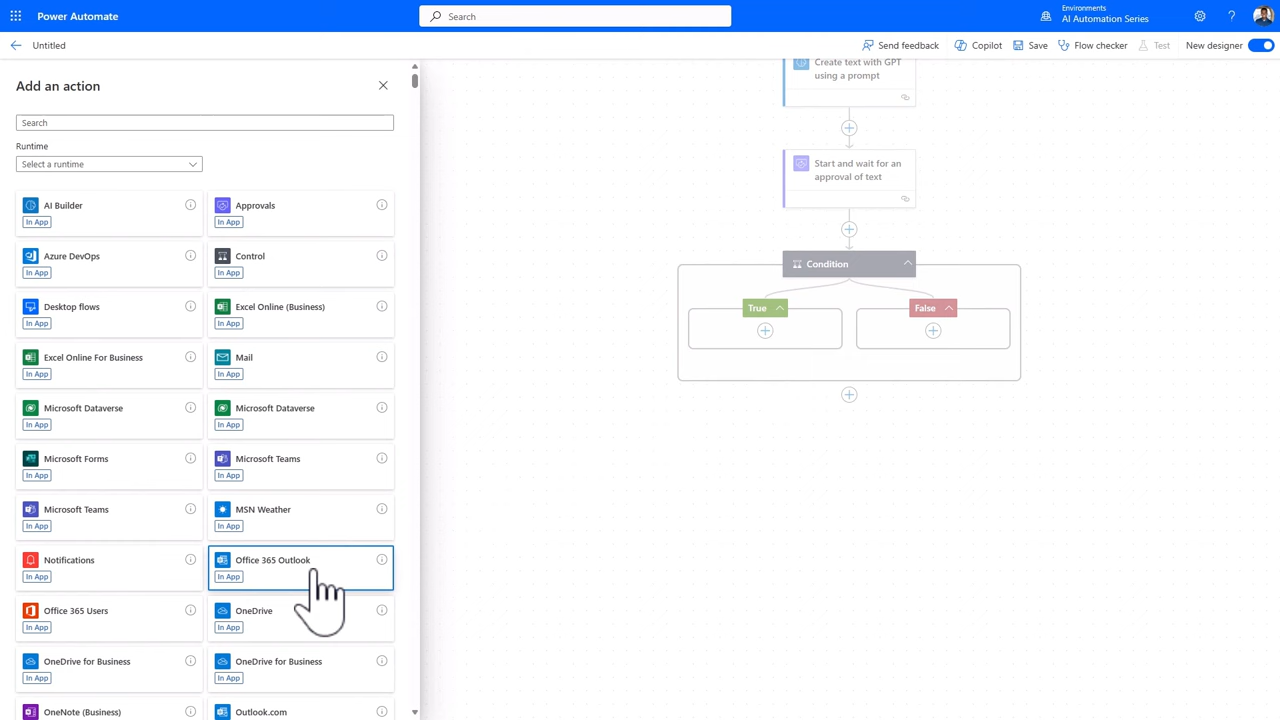 Power Automate
Search
Environments
AI Automation Series
Untitled
Send feedback
Copilot
Save
Flow checker
Test
New designer
Add an action
Search
Runtime
Select a runtime
AI Builder
In App
Approvals
In App
Azure DevOps
In App
Control
In App
Desktop flows
In App
Excel Online (Business)
In App
Excel Online For Business
In App
Mail
In App
Microsoft Dataverse
In App
Microsoft Dataverse
In App
Microsoft Forms
In App
Microsoft Teams
In App
Microsoft Teams
In App
MSN Weather
In App
Notifications
In App
Office 365 Outlook
In App
Office 365 Users
In App
OneDrive
In App
OneDrive for Business
In App
OneDrive for Business
In App
OneNote (Business)
Outlook.com
Create text with GPT
using a prompt
Start and wait for an
approval of text
Condition
True
False